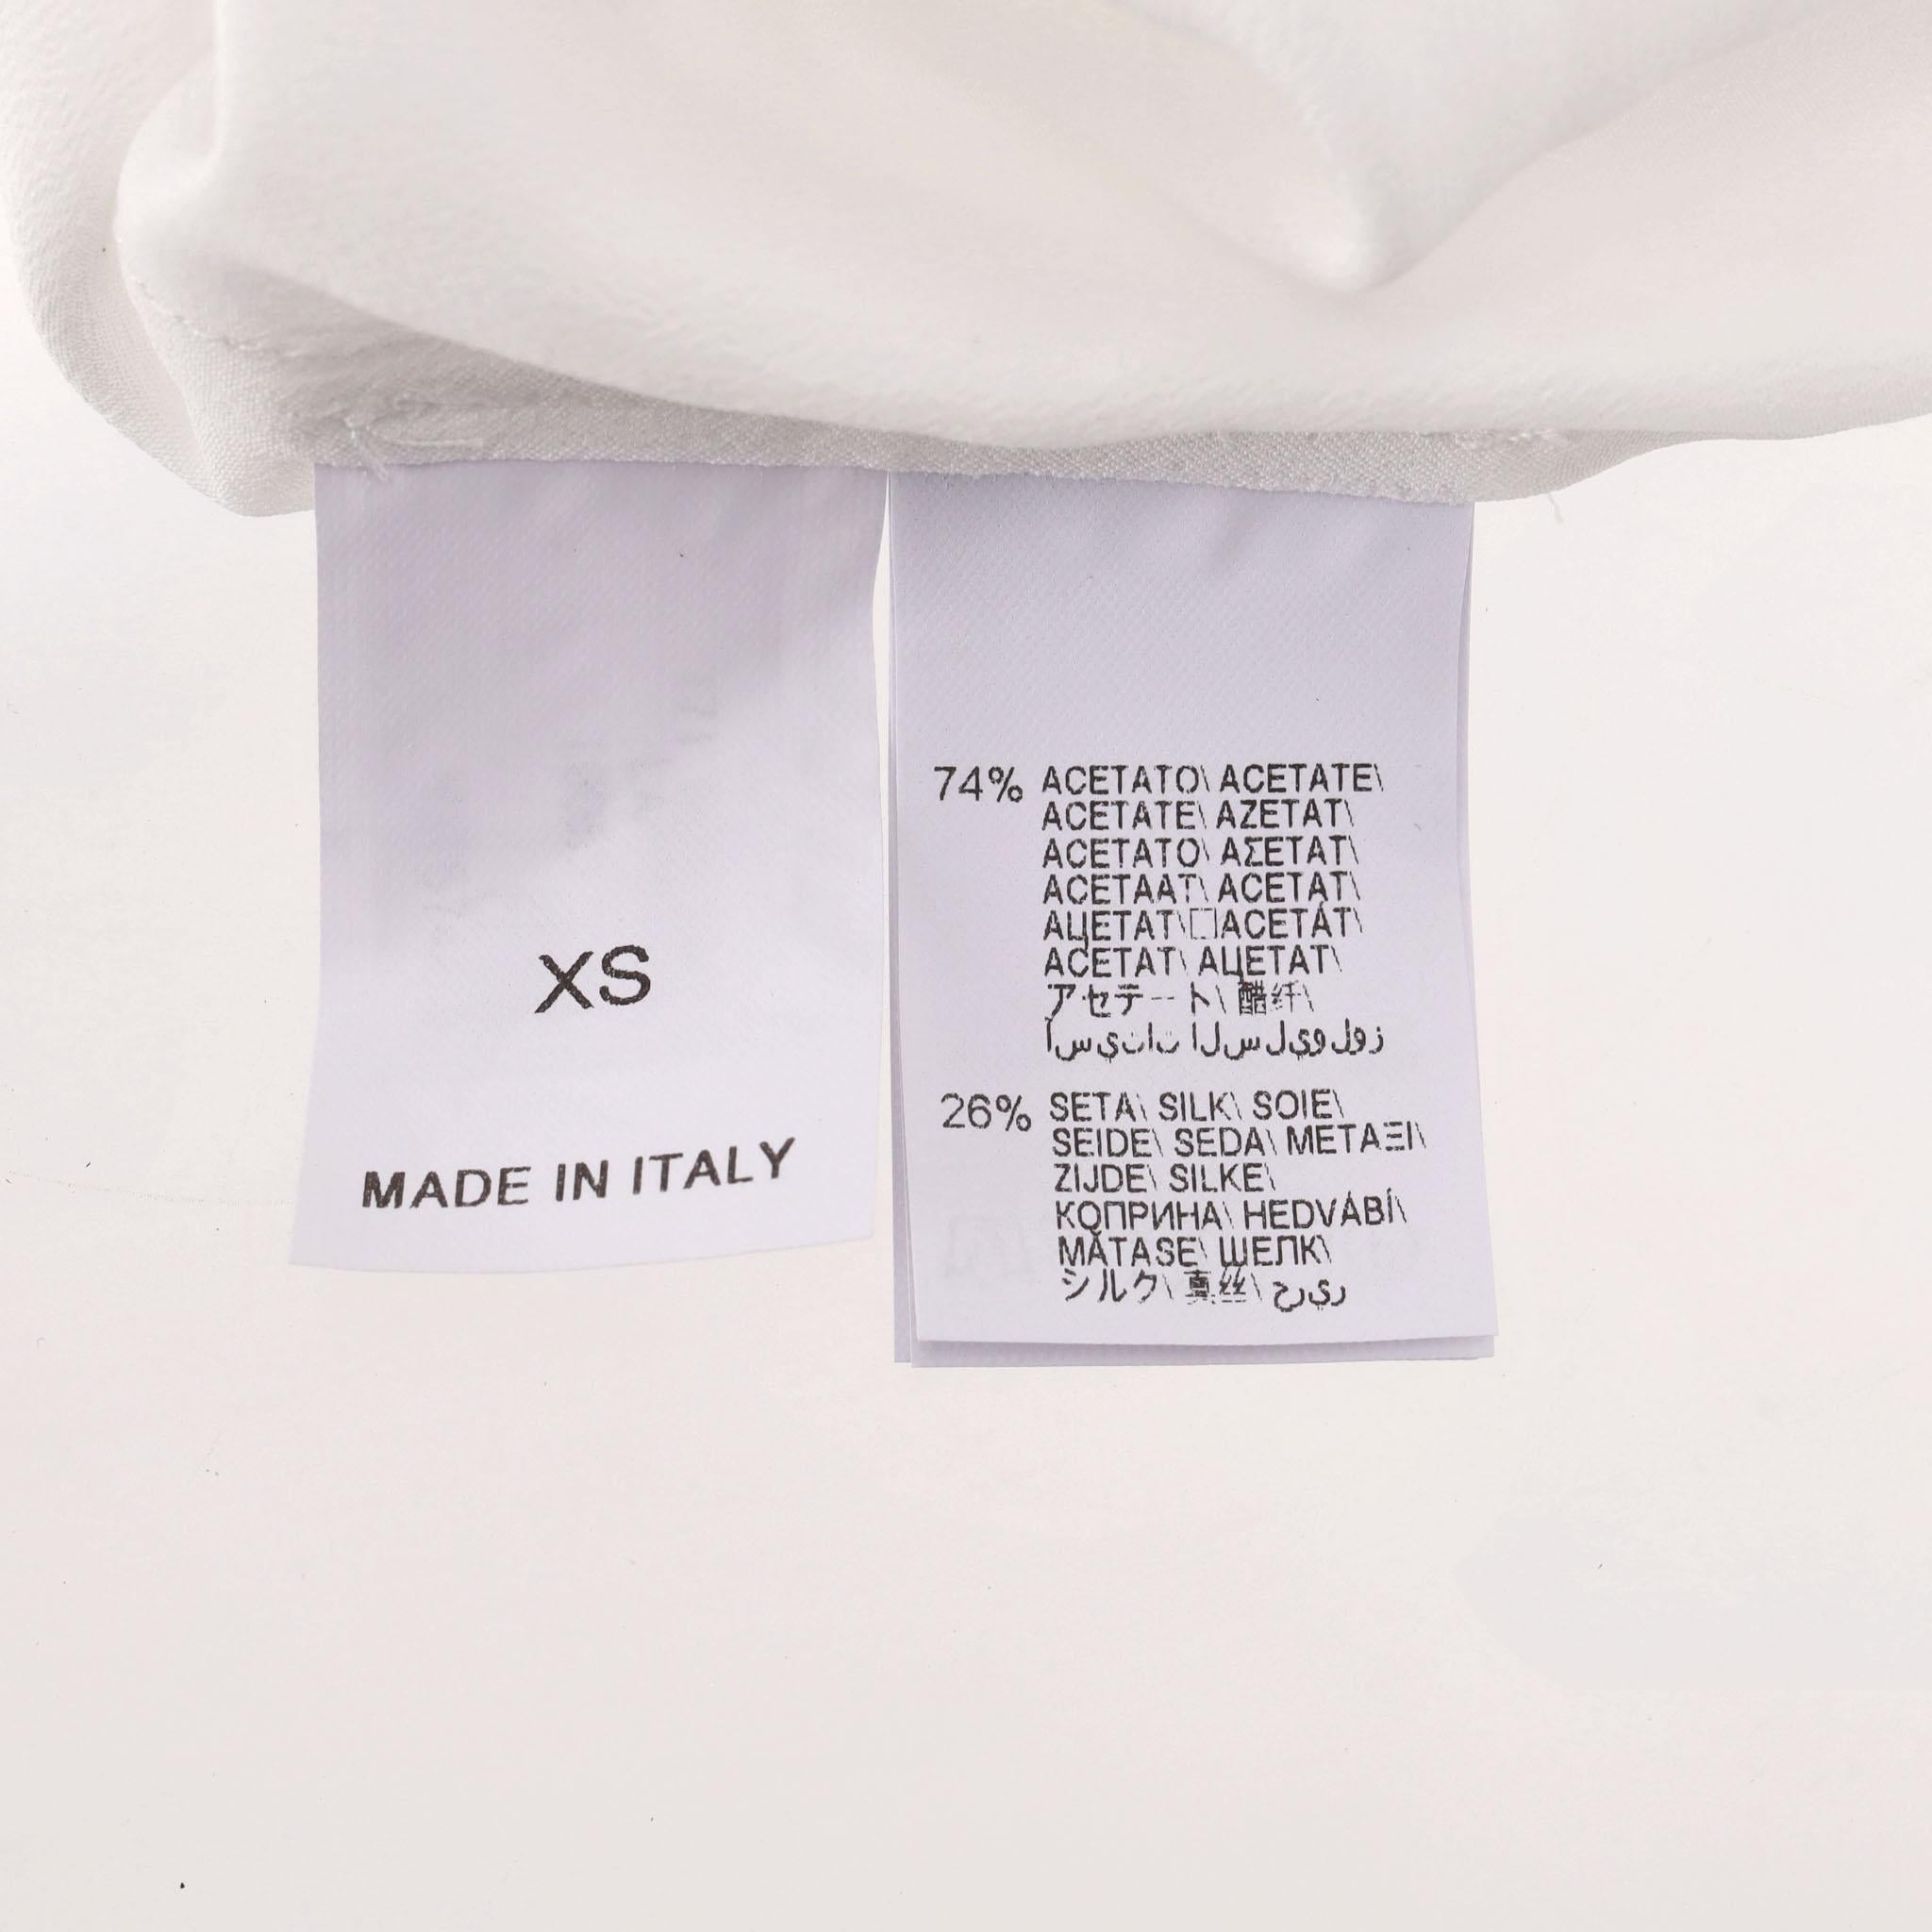 XS
MADE IN ITALY
74% ACETATO\ ACETATE\
ACETATE\ AZETAT\
ACETATO\ ΑΣΕΤΑΤ\
ACETAAT\ ACETAT\
АЦЕТАТ\□ACETÁT\
ACETAT\ АЦЕТАТ\
アセテート\ 醋纤\
أسيتات السليولوز
26% SETA\ SILK\ SOIE\
SEIDE\ SEDA\ ΜΕΤΑΞΙ\
ZIJDE\ SILKE\
КОПРИНА\ HEDVÁBÍ\
MĂTASE\ ШЕЛК\
シルク\ 真丝\ حرير